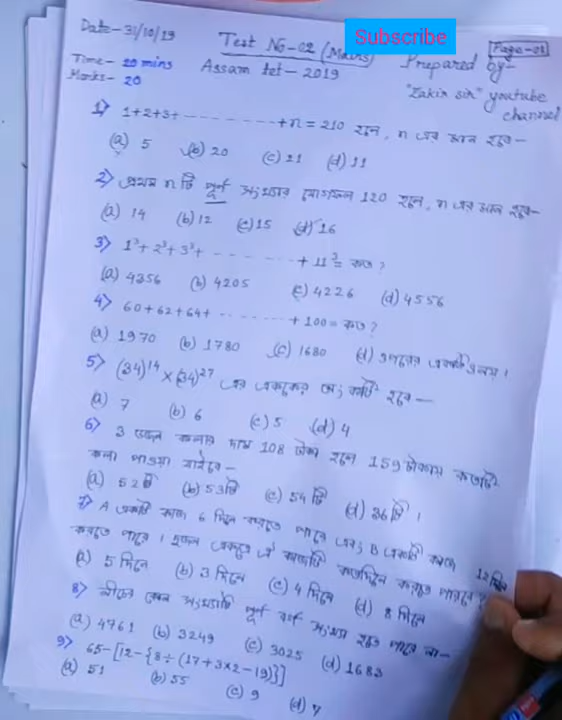 Date- 31/10/19
Test No-02 (Maths)
Subscribe
Page-01
Time- 20 mins
Assam tet- 2019
Prepared by-
Marks- 20
"Zakir sir" youtube
channel
1) 1+2+3+ ............ +n = 210 হলে, n এর মান হবে-
(a) 5 (b) 20 (c) 21 (d) 11
2) প্রথম n টি পূর্ণ সংখ্যার যোগফল 120 হলে, n এর মান হবে-
(a) 14 (b) 12 (c) 15 (d) 16
3) 1³+2³+3³+ ............ + 11³ = কত?
(a) 4356 (b) 4205 (c) 4226 (d) 4556
4) 60+62+64+ ............ + 100 = কত?
(a) 1970 (b) 1780 (c) 1680 (d) ওপরের একটিও নয়।
5) (34)¹⁴ × (34)²⁷ এর এককের অংকটি হবে-
(a) 7 (b) 6 (c) 5 (d) 4
6) 3 ডজন কলার দাম 108 টাকা হলে 159 টাকায় কতটি
কলা পাওয়া যাইবে-
(a) 52 টি (b) 53 টি (c) 54 টি (d) 36 টি।
7) A একটি কাজ 6 দিনে করতে পারে এবং B একটি কাজ 12 দিনে
করতে পারে। দুজনে একত্রে ঐ কাজটি কতদিনে করতে পারবে?
(a) 5 দিনে (b) 3 দিনে (c) 4 দিনে (d) 8 দিনে
8) নীচের কোন সংখ্যাটি পূর্ণ বর্গ সংখ্যা হতে পারে না-
(a) 4761 (b) 3249 (c) 3025 (d) 1683
9) 65-[12-{8÷(17+3×2-19)}]
(a) 51 (b) 55 (c) 9 (d) 7